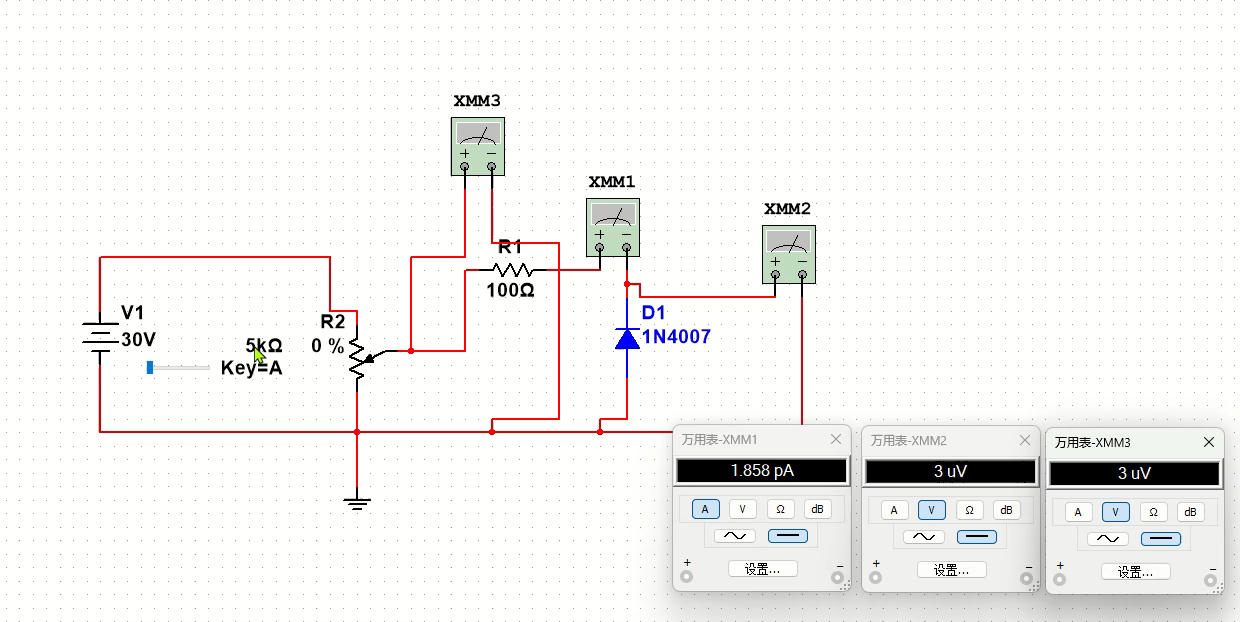 XMM3
XMM1
XMM2
R1
100Ω
V1
30V
R2
5kΩ
0 %
Key=A
D1
1N4007
万用表-XMM1
1.858 pA
A V Ω dB
设置...
+ −
万用表-XMM2
3 uV
A V Ω dB
设置...
+ −
万用表-XMM3
3 uV
A V Ω dB
设置...
+ −